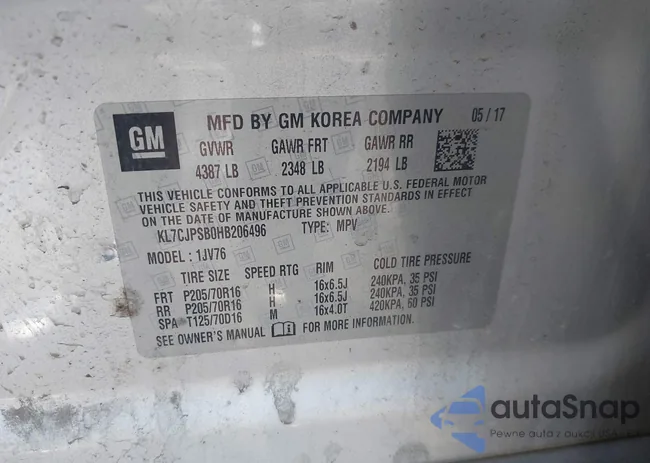 GM
MFD BY GM KOREA COMPANY 05 / 17
GVWR GAWR FRT GAWR RR
4387 LB 2348 LB 2194 LB
THIS VEHICLE CONFORMS TO ALL APPLICABLE U.S. FEDERAL MOTOR
VEHICLE SAFETY AND THEFT PREVENTION STANDARDS IN EFFECT
ON THE DATE OF MANUFACTURE SHOWN ABOVE.
KL7CJPSB0HB206496 TYPE: MPV
MODEL : 1JV76
TIRE SIZE SPEED RTG RIM COLD TIRE PRESSURE
FRT P205/70R16 H 16x6.5J 240KPA, 35 PSI
RR P205/70R16 H 16x6.5J 240KPA, 35 PSI
SPA T125/70D16 M 16x4.0T 420KPA, 60 PSI
SEE OWNER'S MANUAL FOR MORE INFORMATION.
autaSnap
Pewne auta z aukcji